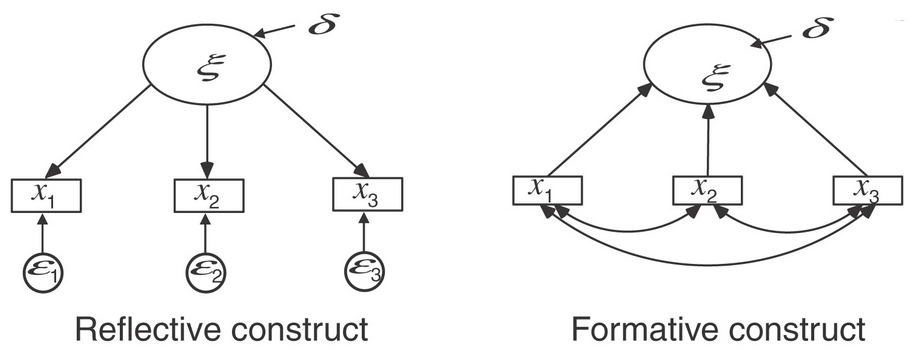 δ δ
ξ ξ
x₁ x₂ x₃ x₁ x₂ x₃
ε₁ ε₂ ε₃
Reflective construct Formative construct